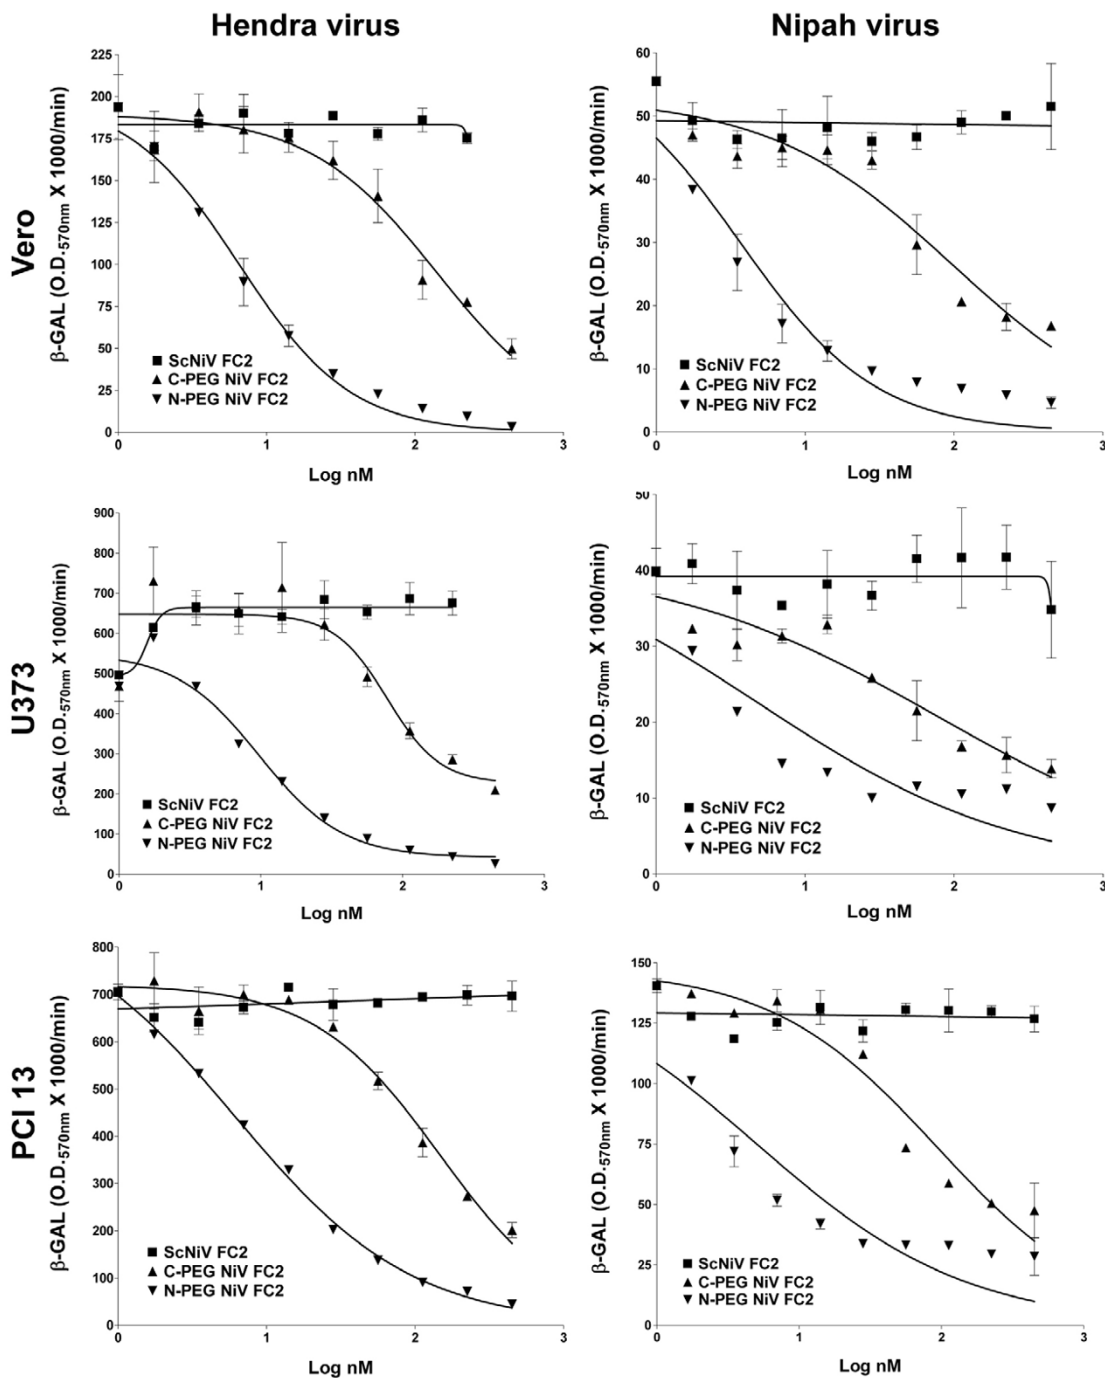 Hendra virus
Nipah virus
Vero
β-GAL (O.D.570nm X 1000/min)
225
200
175
150
125
100
75
50
25
0
ScNiV FC2
C-PEG NiV FC2
N-PEG NiV FC2
0 1 2 3
Log nM
β-GAL (O.D.570nm X 1000/min)
60
50
40
30
20
10
0
ScNiV FC2
C-PEG NiV FC2
N-PEG NiV FC2
0 1 2 3
Log nM
U373
β-GAL (O.D.570nm X 1000/min)
900
800
700
600
500
400
300
200
100
0
ScNiV FC2
C-PEG NiV FC2
N-PEG NiV FC2
0 1 2 3
Log nM
β-GAL (O.D.570nm X 1000/min)
50
40
30
20
10
0
ScNiV FC2
C-PEG NiV FC2
N-PEG NiV FC2
0 1 2 3
Log nM
PCI 13
β-GAL (O.D.570nm X 1000/min)
800
700
600
500
400
300
200
100
0
ScNiV FC2
C-PEG NiV FC2
N-PEG NiV FC2
0 1 2 3
Log nM
β-GAL (O.D.570nm X 1000/min)
150
125
100
75
50
25
0
ScNiV FC2
C-PEG NiV FC2
N-PEG NiV FC2
0 1 2 3
Log nM